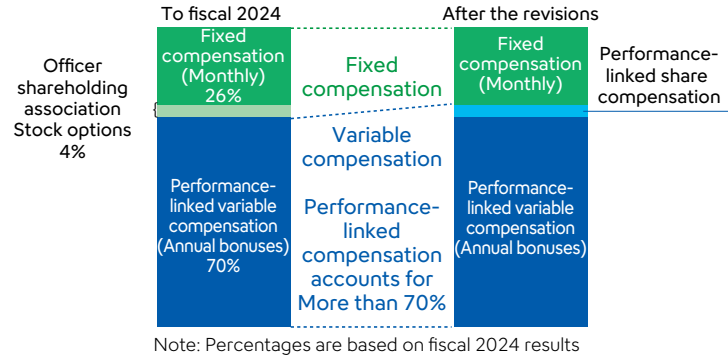 To fiscal 2024
After the revisions
Officer
shareholding
association
Stock options
4%
Fixed
compensation
(Monthly)
26%
Performance-
linked variable
compensation
(Annual bonuses)
70%
Fixed
compensation
Variable
compensation
Performance-
linked
compensation
accounts for
More than 70%
Fixed
compensation
(Monthly)
Performance-
linked variable
compensation
(Annual bonuses)
Performance-
linked share
compensation
Note: Percentages are based on fiscal 2024 results